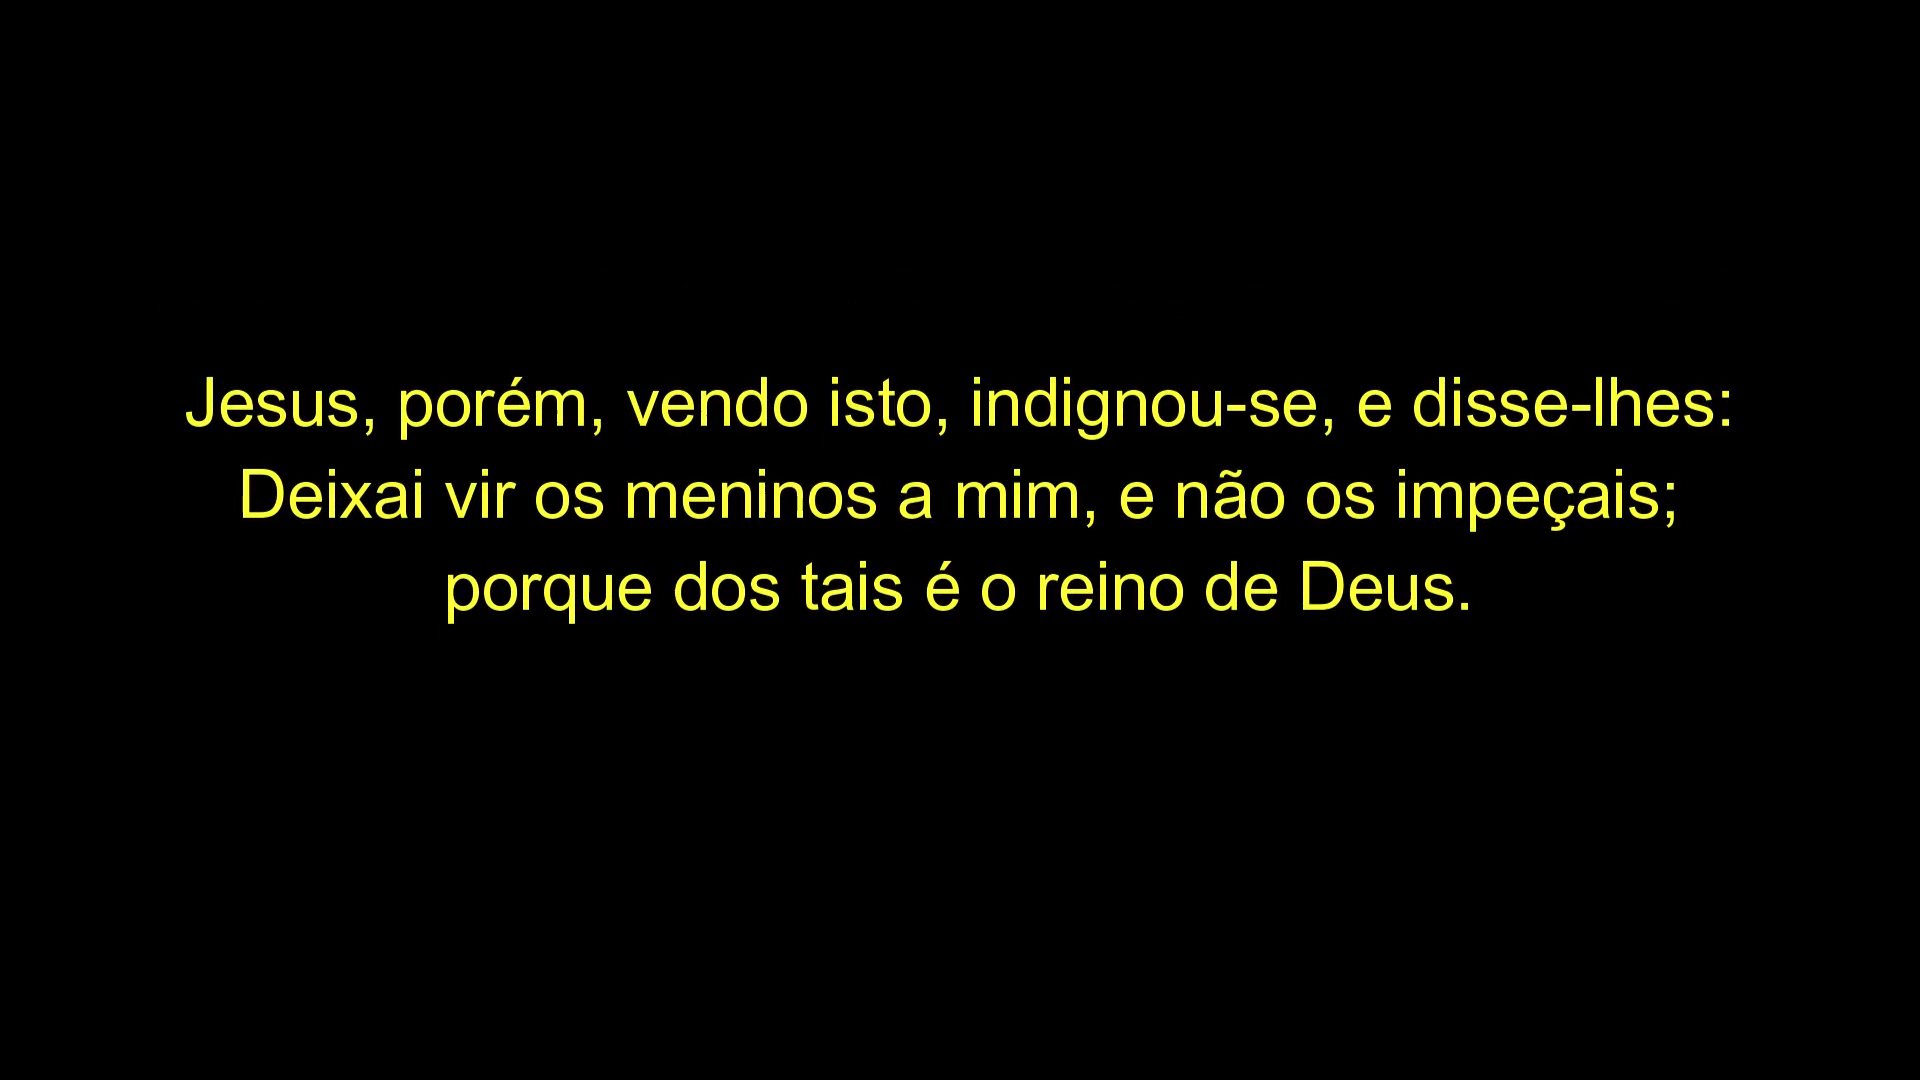 Jesus, porém, vendo isto, indignou-se, e disse-lhes:
Deixai vir os meninos a mim, e não os impeçais;
porque dos tais é o reino de Deus.